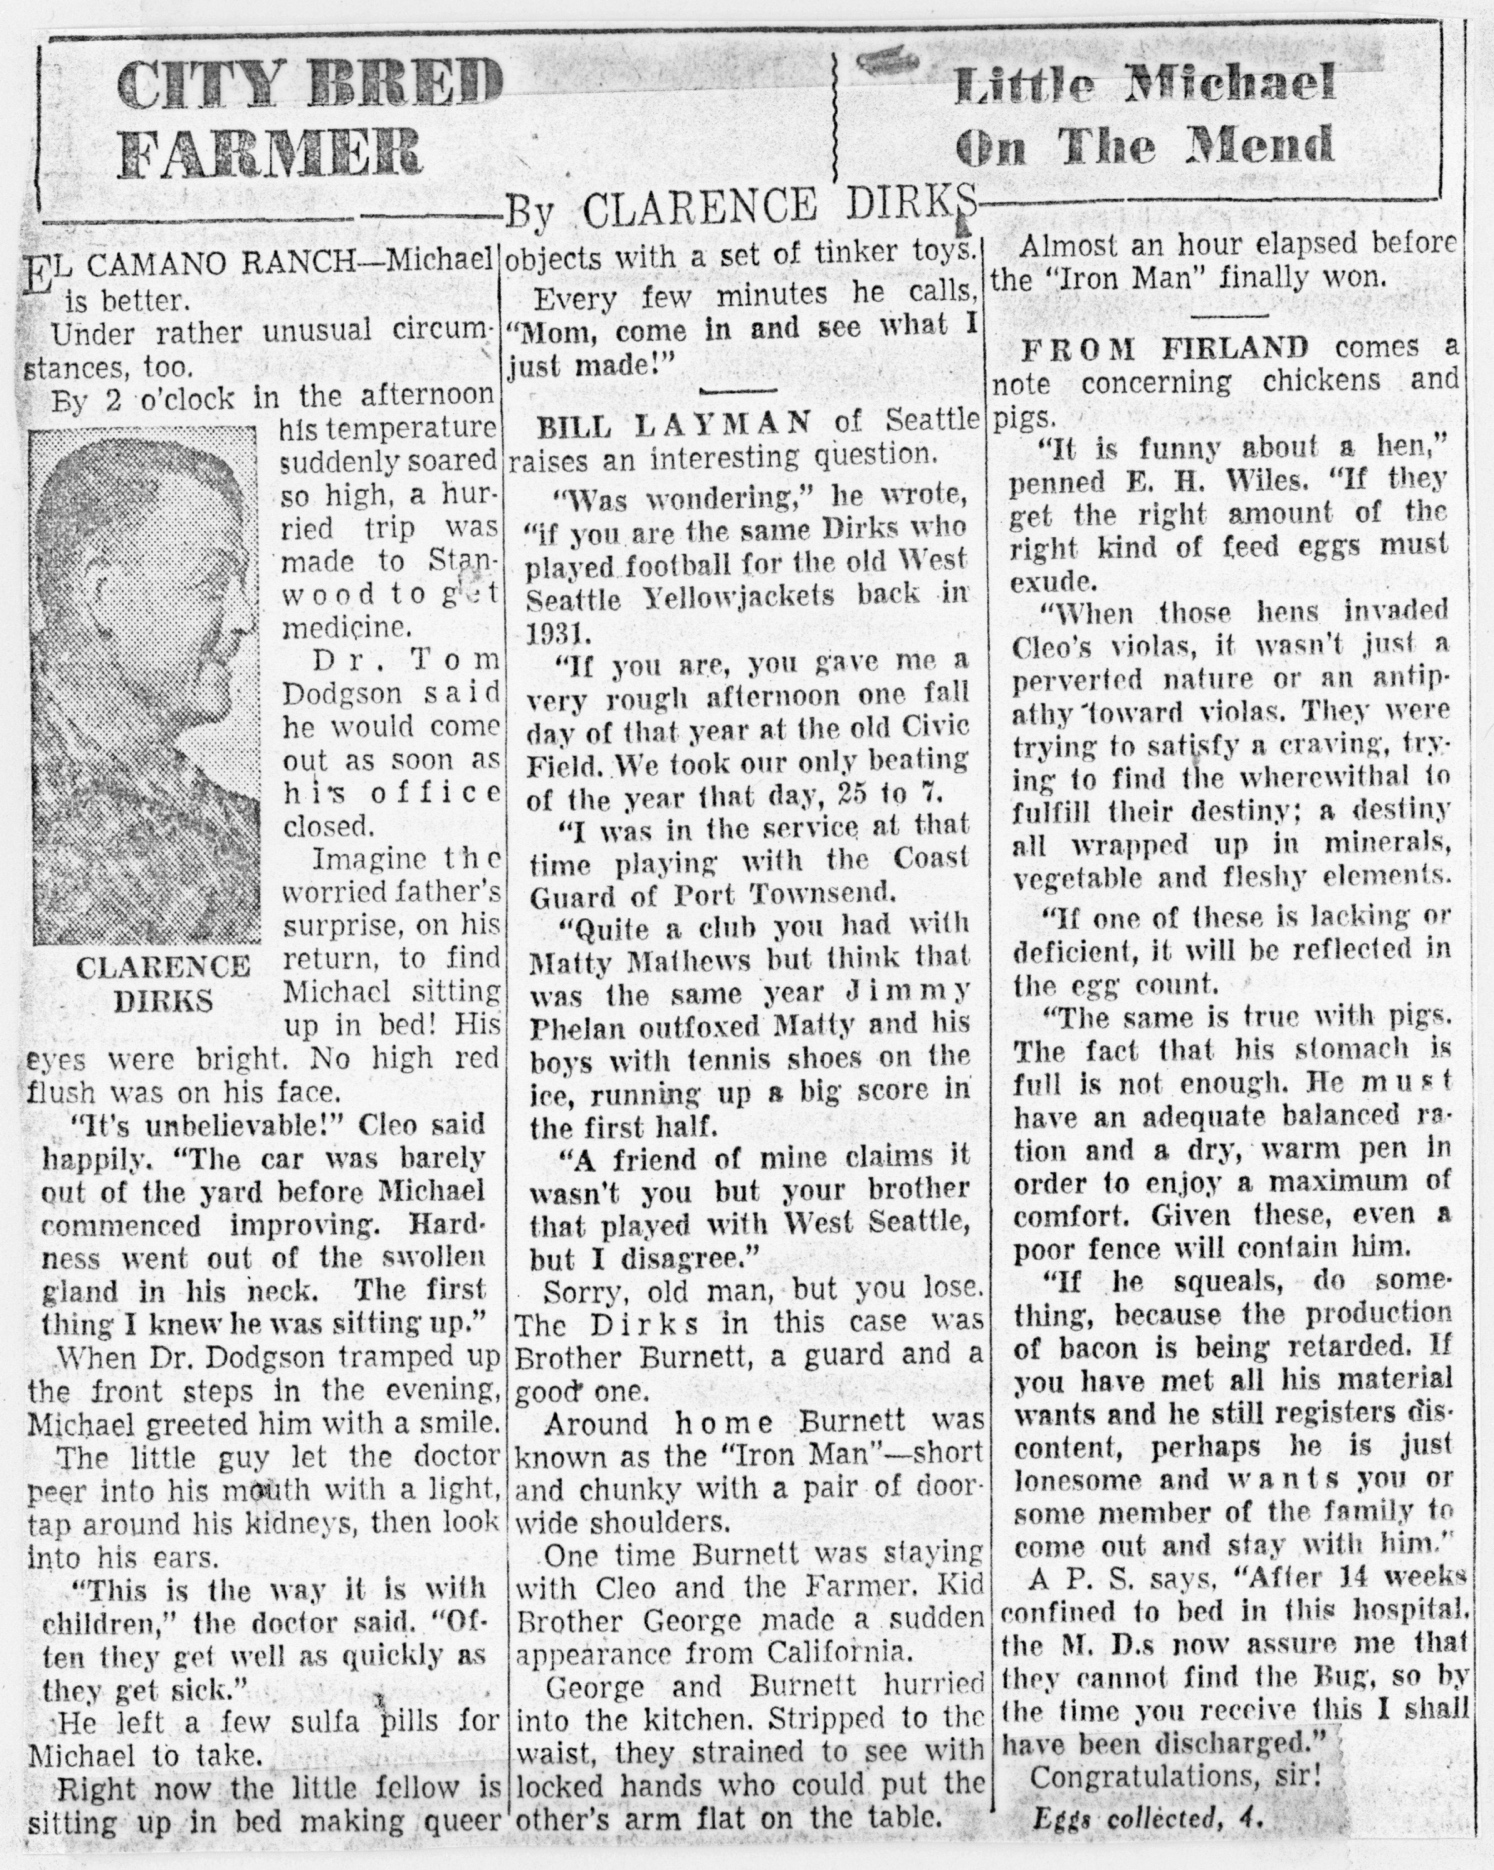 CITY BRED
FARMER
Little Michael
On The Mend
By CLARENCE DIRKS
EL CAMANO RANCH—Michael
is better.
Under rather unusual circum-
stances, too.
By 2 o'clock in the afternoon
his temperature
suddenly soared
so high, a hur-
ried trip was
made to Stan-
wood to get
medicine.
Dr. Tom
Dodgson said
he would come
out as soon as
his office
closed.
Imagine the
worried father's
surprise, on his
return, to find
Michael sitting
up in bed! His
CLARENCE
DIRKS
eyes were bright. No high red
flush was on his face.
"It's unbelievable!" Cleo said
happily. "The car was barely
out of the yard before Michael
commenced improving. Hard-
ness went out of the swollen
gland in his neck. The first
thing I knew he was sitting up."
When Dr. Dodgson tramped up
the front steps in the evening,
Michael greeted him with a smile.
The little guy let the doctor
peer into his mouth with a light,
tap around his kidneys, then look
into his ears.
"This is the way it is with
children," the doctor said. "Of-
ten they get well as quickly as
they get sick."
He left a few sulfa pills for
Michael to take.
Right now the little fellow is
sitting up in bed making queer
objects with a set of tinker toys.
Every few minutes he calls,
"Mom, come in and see what I
just made!"
BILL LAYMAN of Seattle
raises an interesting question.
"Was wondering," he wrote,
"if you are the same Dirks who
played football for the old West
Seattle Yellowjackets back in
1931.
"If you are, you gave me a
very rough afternoon one fall
day of that year at the old Civic
Field. We took our only beating
of the year that day, 25 to 7.
"I was in the service at that
time playing with the Coast
Guard of Port Townsend.
"Quite a club you had with
Matty Mathews but think that
was the same year Jimmy
Phelan outfoxed Matty and his
boys with tennis shoes on the
ice, running up a big score in
the first half.
"A friend of mine claims it
wasn't you but your brother
that played with West Seattle,
but I disagree."
Sorry, old man, but you lose.
The Dirks in this case was
Brother Burnett, a guard and a
good one.
Around home Burnett was
known as the "Iron Man"—short
and chunky with a pair of door-
wide shoulders.
One time Burnett was staying
with Cleo and the Farmer. Kid
Brother George made a sudden
appearance from California.
George and Burnett hurried
into the kitchen. Stripped to the
waist, they strained to see with
locked hands who could put the
other's arm flat on the table.
Almost an hour elapsed before
the "Iron Man" finally won.
FROM FIRLAND comes a
note concerning chickens and
pigs.
"It is funny about a hen,"
penned E. H. Wiles. "If they
get the right amount of the
right kind of feed eggs must
exude.
"When those hens invaded
Cleo's violas, it wasn't just a
perverted nature or an antip-
athy toward violas. They were
trying to satisfy a craving, try-
ing to find the wherewithal to
fulfill their destiny; a destiny
all wrapped up in minerals,
vegetable and fleshy elements.
"If one of these is lacking or
deficient, it will be reflected in
the egg count.
"The same is true with pigs.
The fact that his stomach is
full is not enough. He must
have an adequate balanced ra-
tion and a dry, warm pen in
order to enjoy a maximum of
comfort. Given these, even a
poor fence will contain him.
"If he squeals, do some-
thing, because the production
of bacon is being retarded. If
you have met all his material
wants and he still registers dis-
content, perhaps he is just
lonesome and wants you or
some member of the family to
come out and stay with him."
A P. S. says, "After 14 weeks
confined to bed in this hospital,
the M. D.s now assure me that
they cannot find the Bug, so by
the time you receive this I shall
have been discharged."
Congratulations, sir!
Eggs collected, 4.